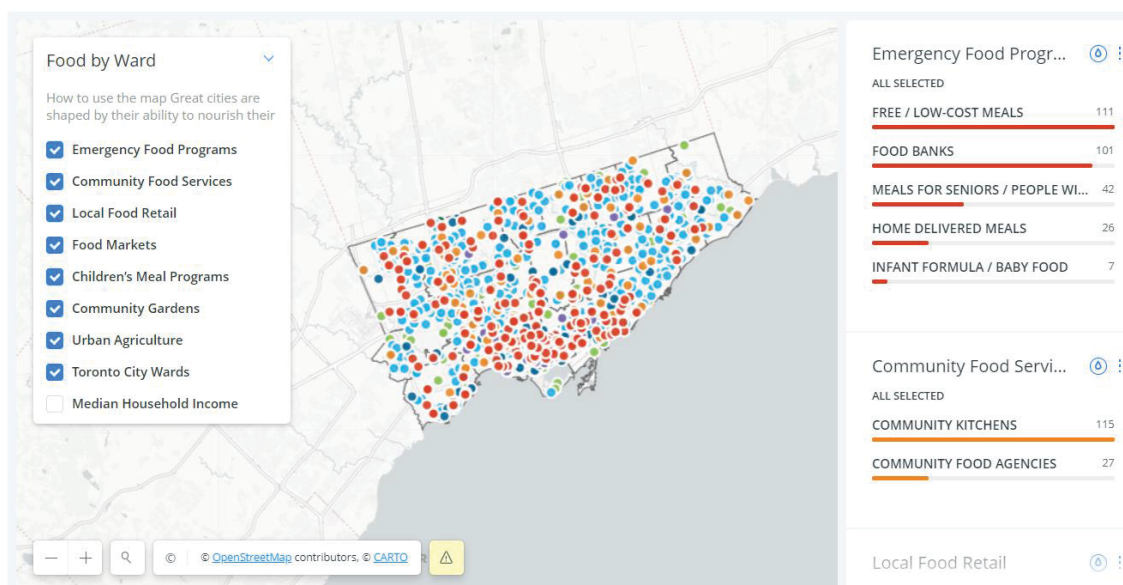 Food by Ward
How to use the map Great cities are
shaped by their ability to nourish their
Emergency Food Programs
Community Food Services
Local Food Retail
Food Markets
Children's Meal Programs
Community Gardens
Urban Agriculture
Toronto City Wards
Median Household Income
© © OpenStreetMap contributors, © CARTO
Emergency Food Progr...
ALL SELECTED
FREE / LOW-COST MEALS 111
FOOD BANKS 101
MEALS FOR SENIORS / PEOPLE WI... 42
HOME DELIVERED MEALS 26
INFANT FORMULA / BABY FOOD 7
Community Food Servi...
ALL SELECTED
COMMUNITY KITCHENS 115
COMMUNITY FOOD AGENCIES 27
Local Food Retail